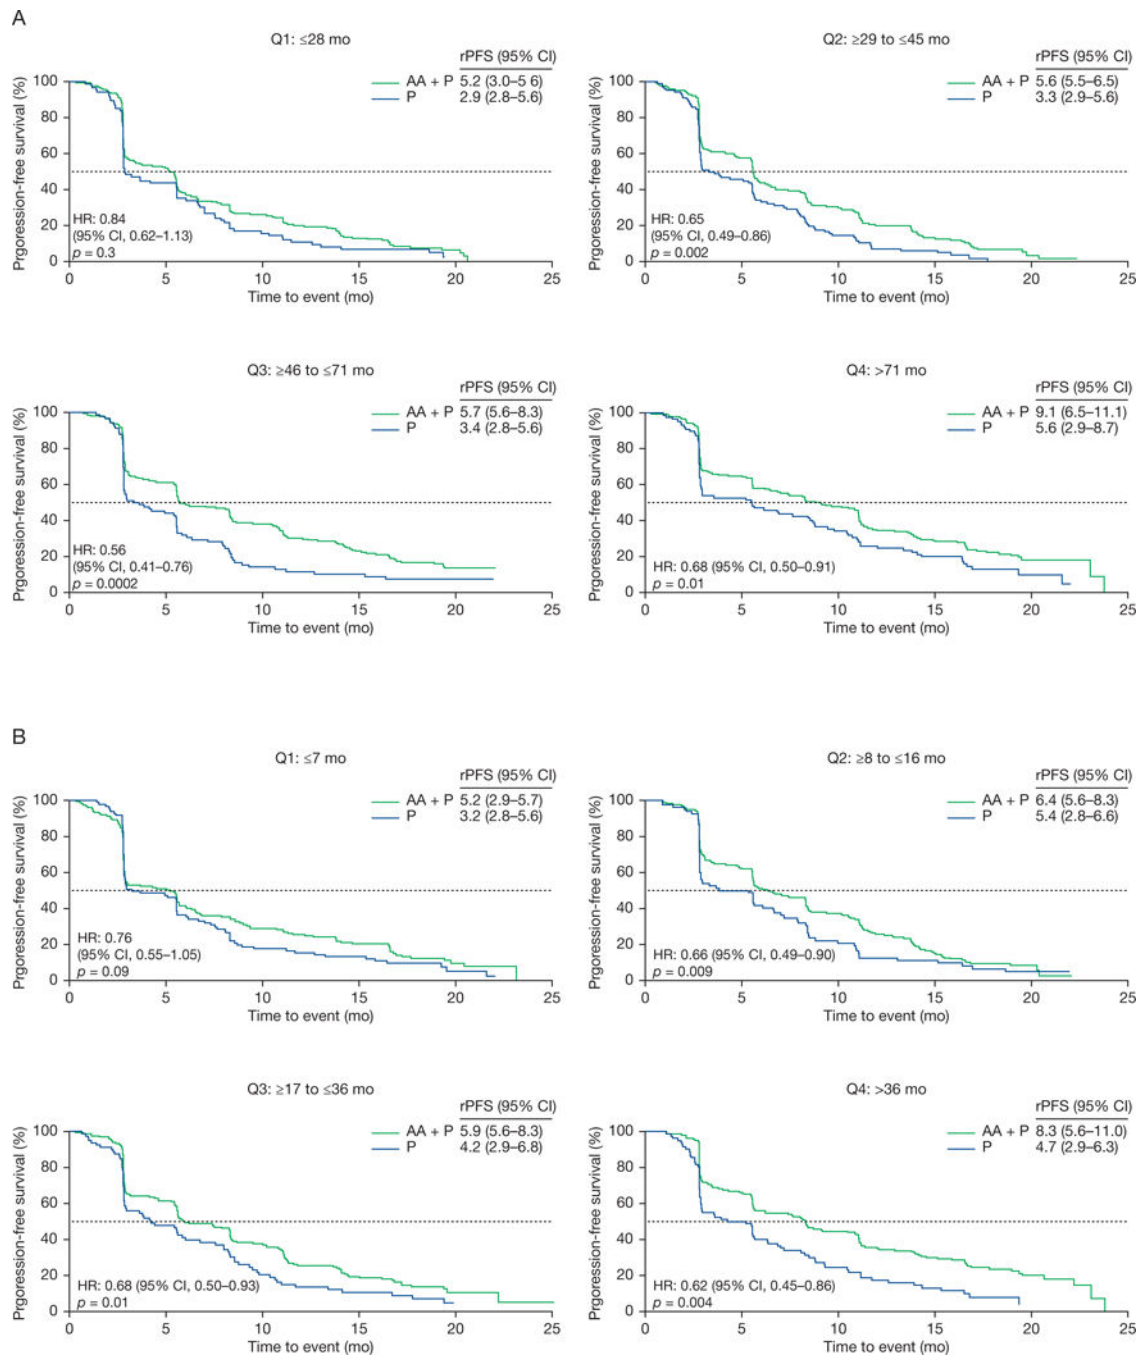 A
Q1: ≤28 mo
rPFS (95% CI)
AA + P 5.2 (3.0–5 6)
P 2.9 (2.8–5.6)
Prgoression-free survival (%)
100
80
60
40
20
0
HR: 0.84
(95% CI, 0.62–1.13)
p = 0.3
0 5 10 15 20 25
Time to event (mo)
Q2: ≥29 to ≤45 mo
rPFS (95% CI)
AA + P 5.6 (5.5–6.5)
P 3.3 (2.9–5.6)
Prgoression-free survival (%)
100
80
60
40
20
0
HR: 0.65
(95% CI, 0.49–0.86)
p = 0.002
0 5 10 15 20 25
Time to event (mo)
Q3: ≥46 to ≤71 mo
rPFS (95% CI)
AA + P 5.7 (5.6–8.3)
P 3.4 (2.8–5.6)
Prgoression-free survival (%)
100
80
60
40
20
0
HR: 0.56
(95% CI, 0.41–0.76)
p = 0.0002
0 5 10 15 20 25
Time to event (mo)
Q4: >71 mo
rPFS (95% CI)
AA + P 9.1 (6.5–11.1)
P 5.6 (2.9–8.7)
Prgoression-free survival (%)
100
80
60
40
20
0
HR: 0.68 (95% CI, 0.50–0.91)
p = 0.01
0 5 10 15 20 25
Time to event (mo)
B
Q1: ≤7 mo
rPFS (95% CI)
AA + P 5.2 (2.9–5.7)
P 3.2 (2.8–5.6)
Prgoression-free survival (%)
100
80
60
40
20
0
HR: 0.76
(95% CI, 0.55–1.05)
p = 0.09
0 5 10 15 20 25
Time to event (mo)
Q2: ≥8 to ≤16 mo
rPFS (95% CI)
AA + P 6.4 (5.6–8.3)
P 5.4 (2.8–6.6)
Prgoression-free survival (%)
100
80
60
40
20
0
HR: 0.66 (95% CI, 0.49–0.90)
p = 0.009
0 5 10 15 20 25
Time to event (mo)
Q3: ≥17 to ≤36 mo
rPFS (95% CI)
AA + P 5.9 (5.6–8.3)
P 4.2 (2.9–6.8)
Prgoression-free survival (%)
100
80
60
40
20
0
HR: 0.68 (95% CI, 0.50–0.93)
p = 0.01
0 5 10 15 20 25
Time to event (mo)
Q4: >36 mo
rPFS (95% CI)
AA + P 8.3 (5.6–11.0)
P 4.7 (2.9–6.3)
Prgoression-free survival (%)
100
80
60
40
20
0
HR: 0.62 (95% CI, 0.45–0.86)
p = 0.004
0 5 10 15 20 25
Time to event (mo)